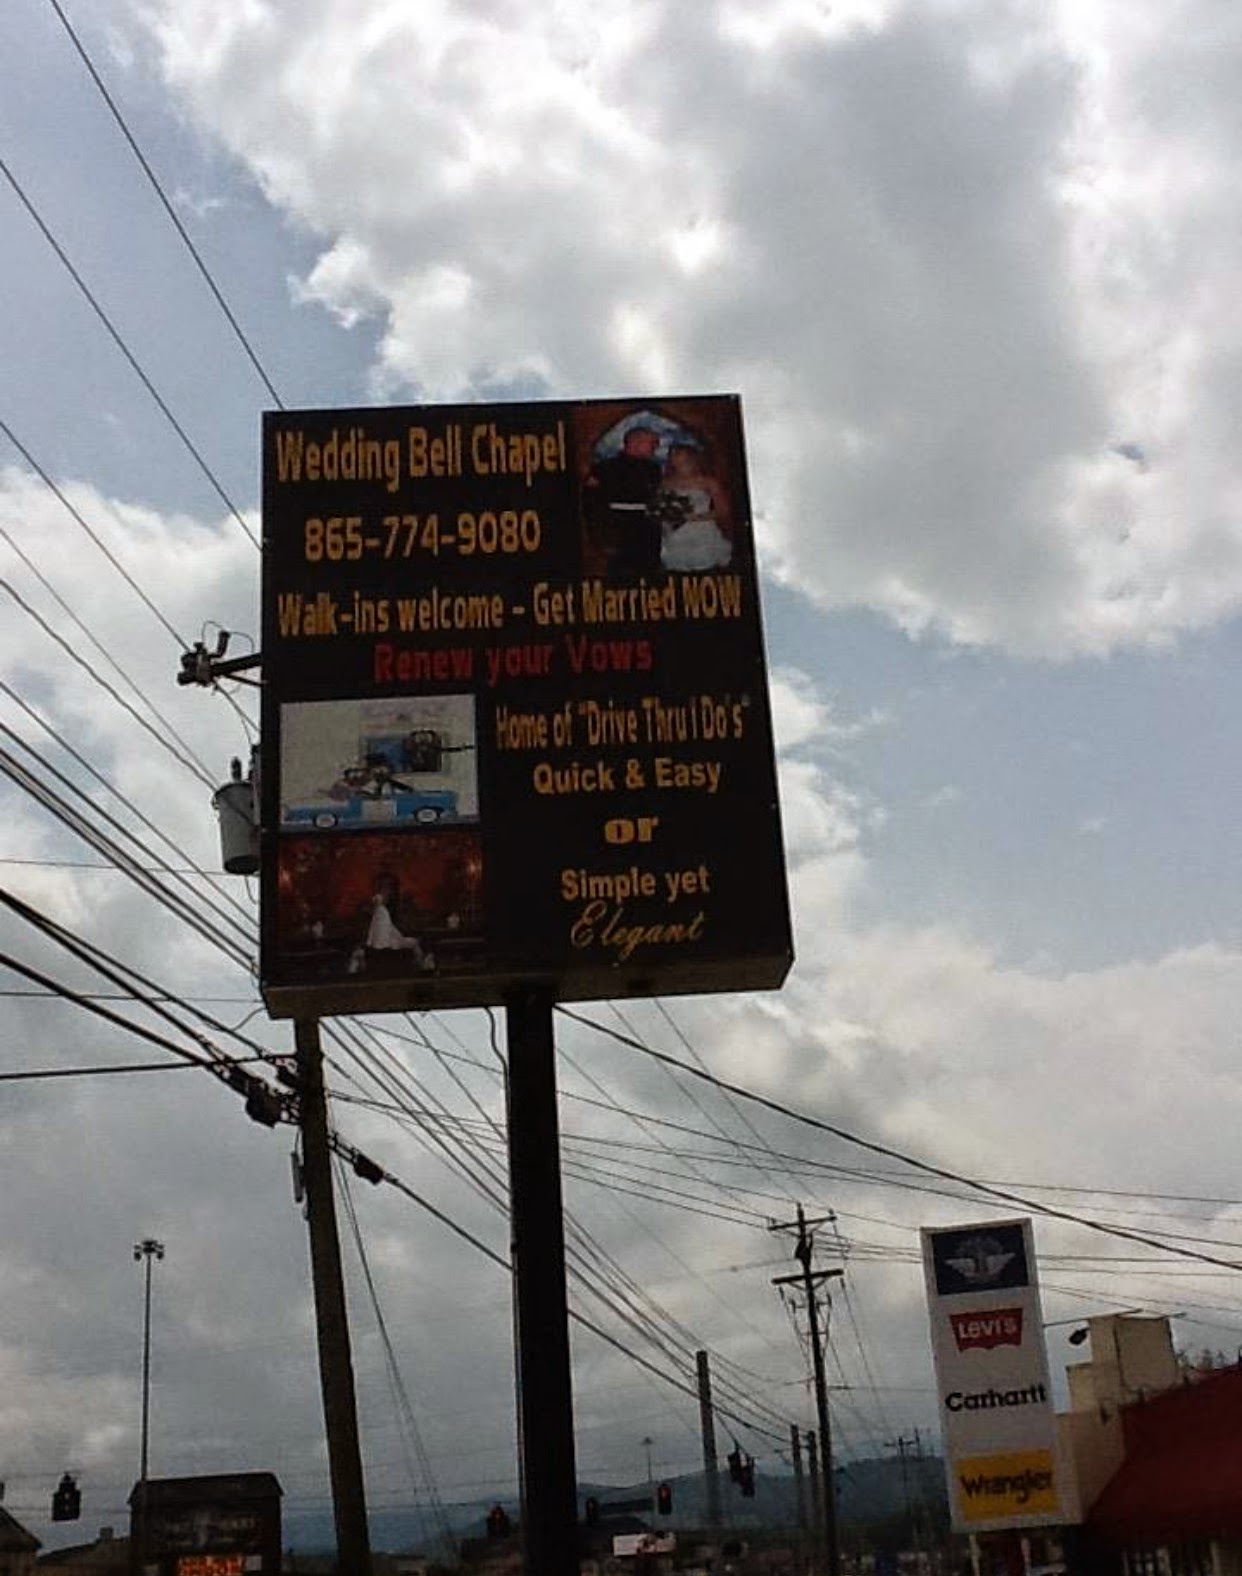 Wedding Bell Chapel
865-774-9080
Walk-ins welcome - Get Married NOW
Renew your Vows
Home of "Drive Thru I Do's"
Quick & Easy
or
Simple yet
Elegant
LEVI'S
Carhartt
Wrangler